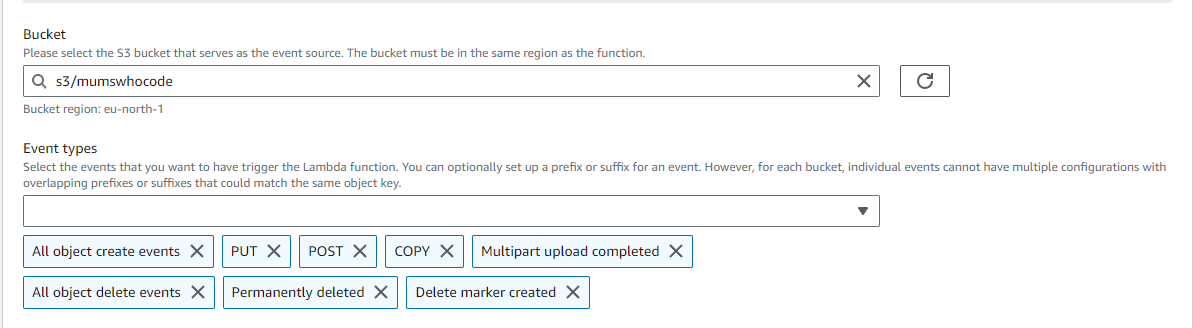 Bucket
Please select the S3 bucket that serves as the event source. The bucket must be in the same region as the function.
s3/mumswhocode
Bucket region: eu-north-1
Event types
Select the events that you want to have trigger the Lambda function. You can optionally set up a prefix or suffix for an event. However, for each bucket, individual events cannot have multiple configurations with
overlapping prefixes or suffixes that could match the same object key.
All object create events PUT POST COPY Multipart upload completed
All object delete events Permanently deleted Delete marker created